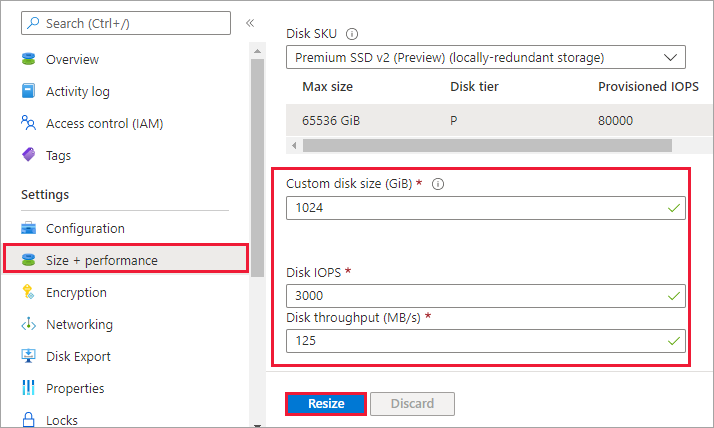 Search (Ctrl+/)
«
Overview
Activity log
Access control (IAM)
Tags
Settings
Configuration
Size + performance
Encryption
Networking
Disk Export
Properties
Locks
Disk SKU
Premium SSD v2 (Preview) (locally-redundant storage)
Max size Disk tier Provisioned IOPS
65536 GiB P 80000
Custom disk size (GiB) *
1024
Disk IOPS *
3000
Disk throughput (MB/s) *
125
Resize Discard